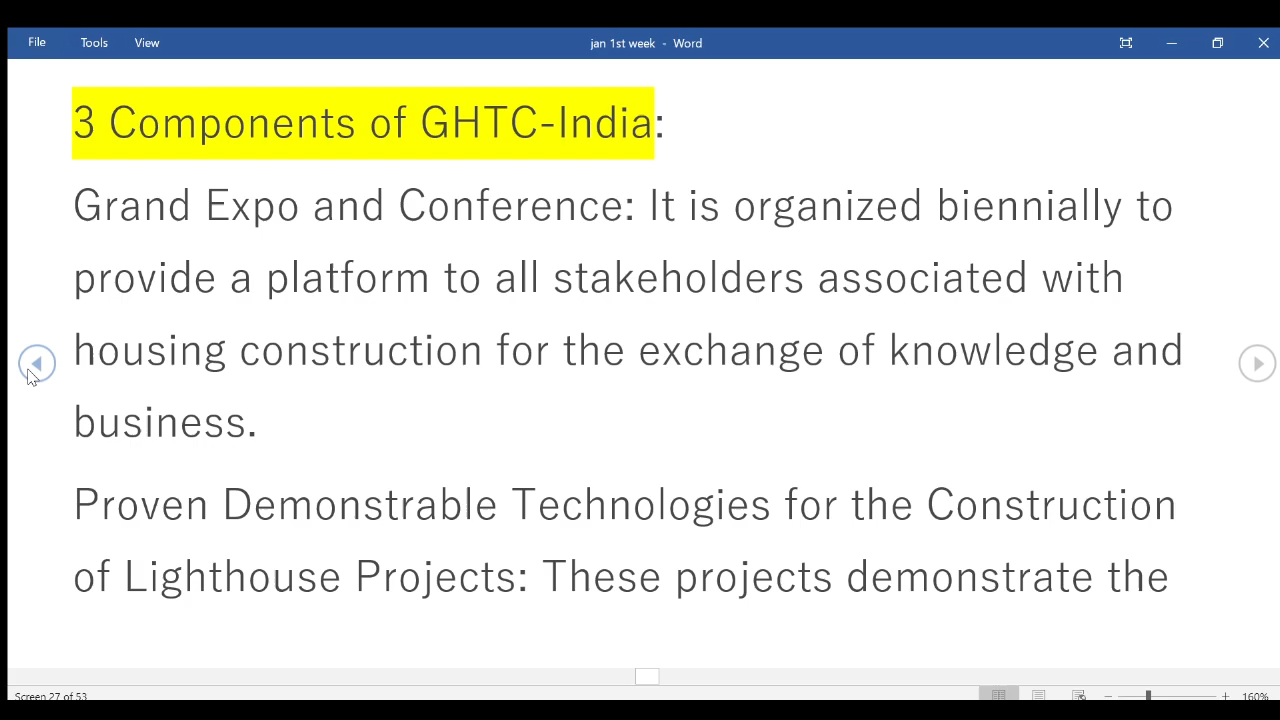 File Tools View jan 1st week - Word
3 Components of GHTC-India:
Grand Expo and Conference: It is organized biennially to
provide a platform to all stakeholders associated with
housing construction for the exchange of knowledge and
business.
Proven Demonstrable Technologies for the Construction
of Lighthouse Projects: These projects demonstrate the
Screen 27 of 53 160%